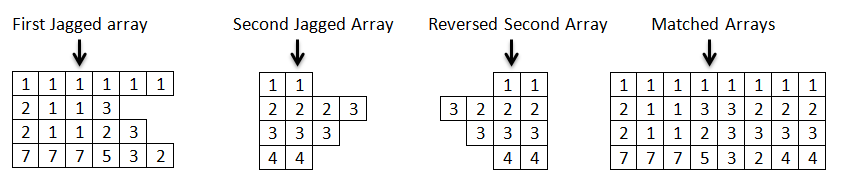 First Jagged array
Second Jagged Array
Reversed Second Array
Matched Arrays
1 1 1 1 1 1
2 1 1 3
2 1 1 2 3
7 7 7 5 3 2
1 1
2 2 2 3
3 3 3
4 4
1 1
3 2 2 2
3 3 3
4 4
1 1 1 1 1 1 1 1
2 1 1 3 3 2 2 2
2 1 1 2 3 3 3 3
7 7 7 5 3 2 4 4